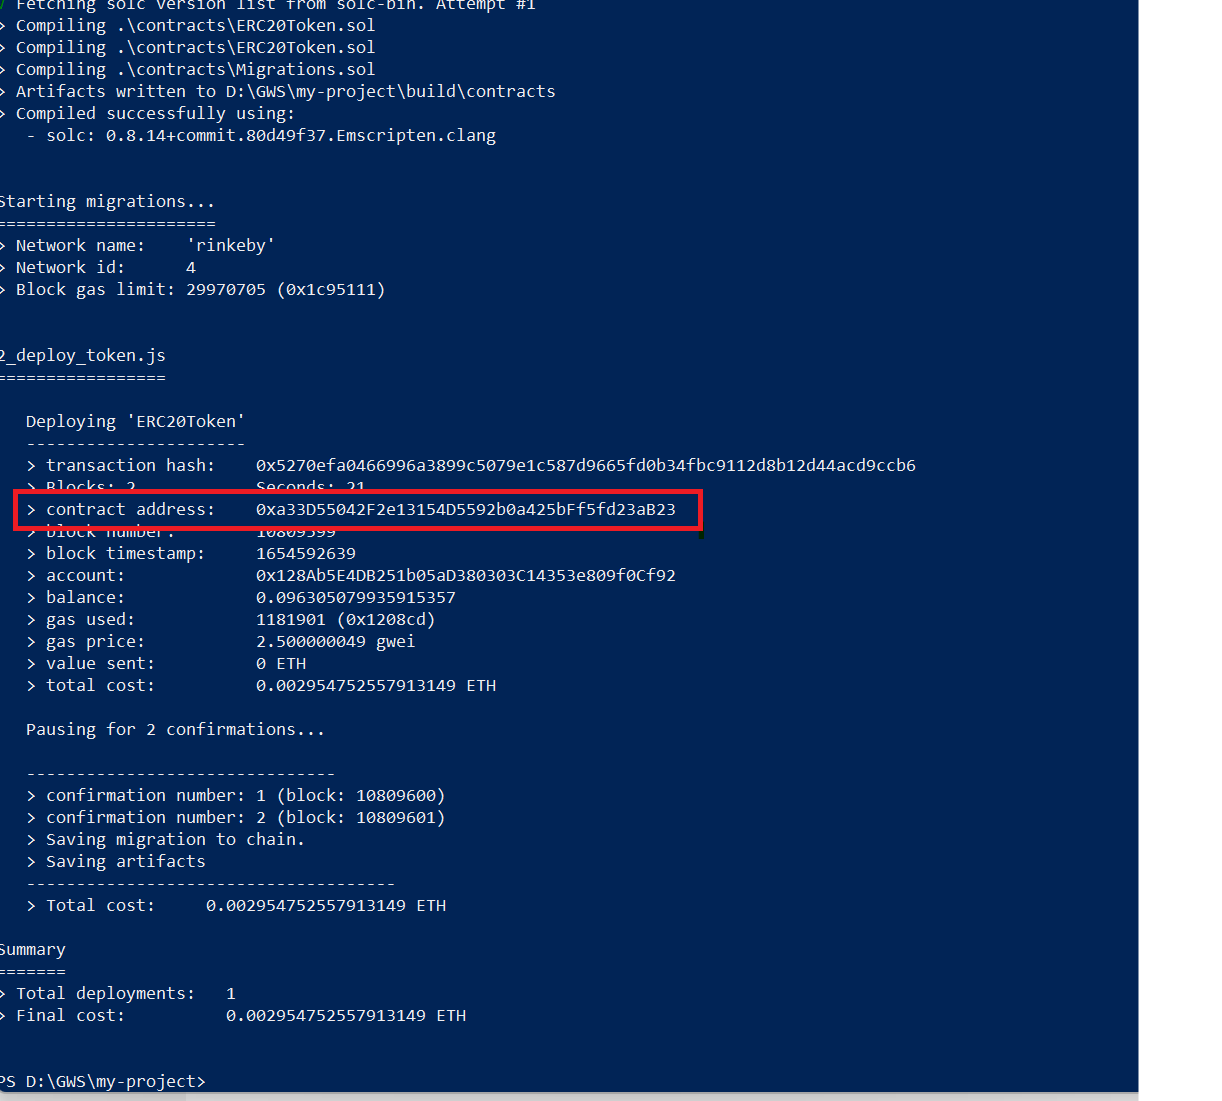 √ Fetching solc version list from solc-bin. Attempt #1
> Compiling .\contracts\ERC20Token.sol
> Compiling .\contracts\ERC20Token.sol
> Compiling .\contracts\Migrations.sol
> Artifacts written to D:\GWS\my-project\build\contracts
> Compiled successfully using:
- solc: 0.8.14+commit.80d49f37.Emscripten.clang
Starting migrations...
======================
> Network name: 'rinkeby'
> Network id: 4
> Block gas limit: 29970705 (0x1c95111)
2_deploy_token.js
=================
Deploying 'ERC20Token'
----------------------
> transaction hash: 0x5270efa0466996a3899c5079e1c587d9665fd0b34fbc9112d8b12d44acd9ccb6
> Blocks: 2 Seconds: 21
> contract address: 0xa33D55042F2e13154D5592b0a425bFf5fd23aB23
> block number: 10809599
> block timestamp: 1654592639
> account: 0x128Ab5E4DB251b05aD380303C14353e809f0Cf92
> balance: 0.096305079935915357
> gas used: 1181901 (0x1208cd)
> gas price: 2.500000049 gwei
> value sent: 0 ETH
> total cost: 0.002954752557913149 ETH
Pausing for 2 confirmations...
-------------------------------
> confirmation number: 1 (block: 10809600)
> confirmation number: 2 (block: 10809601)
> Saving migration to chain.
> Saving artifacts
-------------------------------------
> Total cost: 0.002954752557913149 ETH
Summary
=======
> Total deployments: 1
> Final cost: 0.002954752557913149 ETH
PS D:\GWS\my-project>